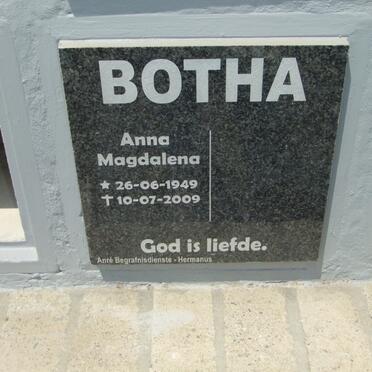 BOTHA
Anna
Magdalena
★ 26-06-1949
✝ 10-07-2009
God is liefde.
Anré Begrafnisdienste - Hermanus